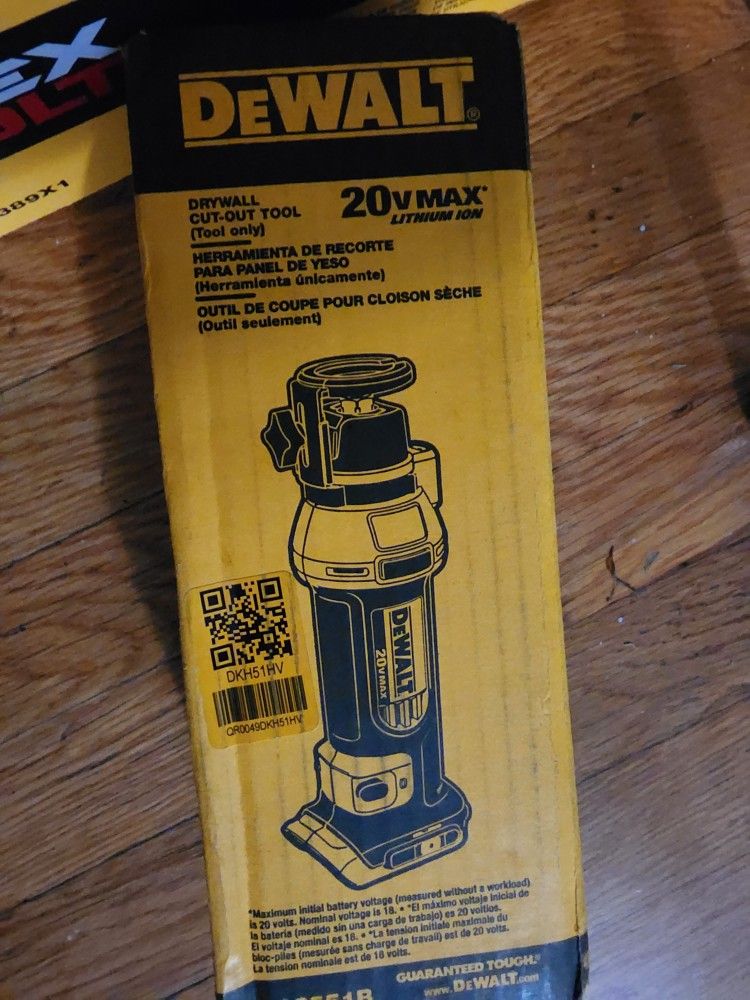 EX
OLT
389X1
DEWALT®
DRYWALL
CUT-OUT TOOL
(Tool only)
20V MAX*
LITHIUM ION
HERRAMIENTA DE RECORTE
PARA PANEL DE YESO
(Herramienta únicamente)
OUTIL DE COUPE POUR CLOISON SÈCHE
(Outil seulement)
DEWALT
20V MAX
DKH51HV
QR0049DKH51HV
*Maximum initial battery voltage (measured without a workload)
is 20 volts. Nominal voltage is 18. • *El máximo voltaje inicial de
la batería (medido sin una carga de trabajo) es 20 voltios.
El voltaje nominal es 18. • *La tension initiale maximale du
bloc-piles (mesurée sans charge de travail) est de 20 volts.
La tension nominale est de 18 volts.
GUARANTEED TOUGH.®
www.DEWALT.com